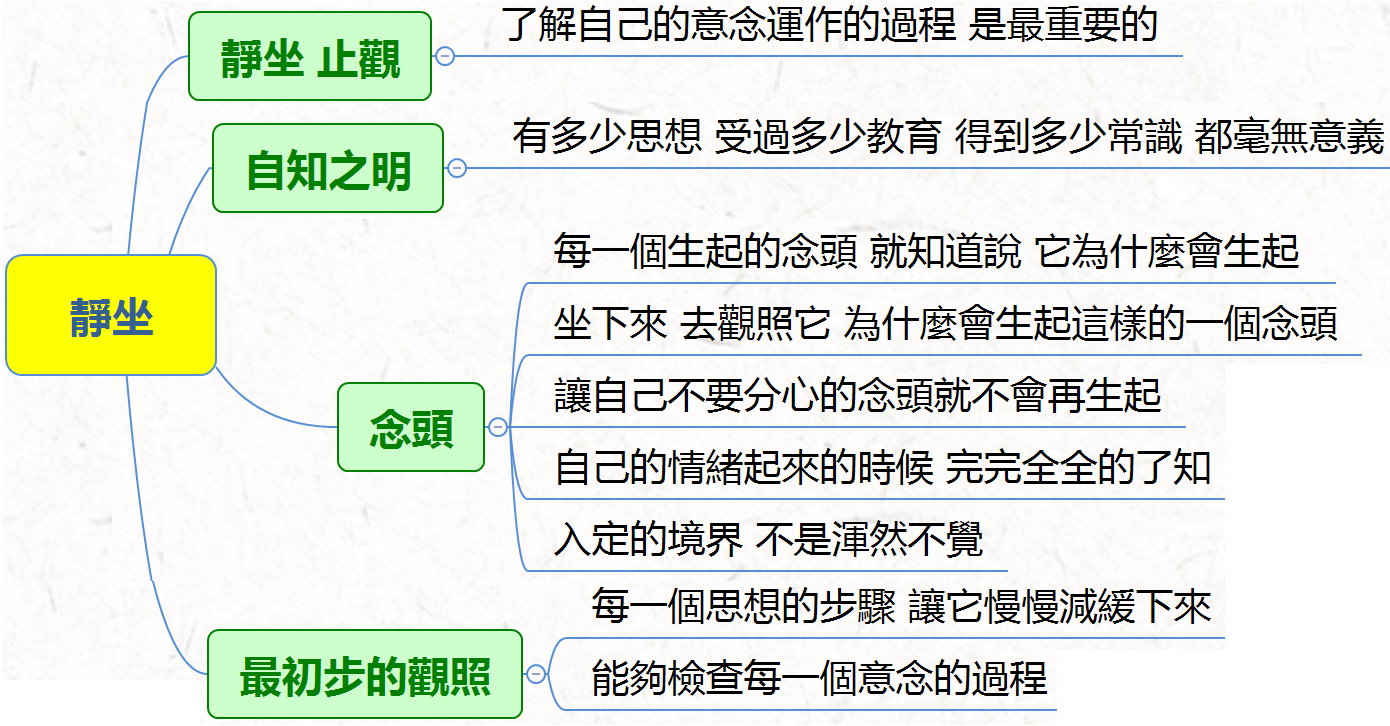 靜坐
靜坐 止觀
了解自己的意念運作的過程 是最重要的
自知之明
有多少思想 受過多少教育 得到多少常識 都毫無意義
念頭
每一個生起的念頭 就知道說 它為什麼會生起
坐下來 去觀照它 為什麼會生起這樣的一個念頭
讓自己不要分心的念頭就不會再生起
自己的情緒起來的時候 完完全全的了知
入定的境界 不是渾然不覺
最初步的觀照
每一個思想的步驟 讓它慢慢減緩下來
能夠檢查每一個意念的過程